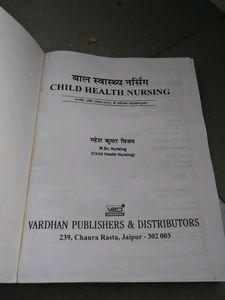 बाल स्वास्थ्य नर्सिंग
CHILD HEALTH NURSING
महेश कुमार विजय
M.Sc. Nursing
(Child Health Nursing)
VARDHAN PUBLISHERS & DISTRIBUTORS
239, Chaura Rasta, Jaipur - 302 003